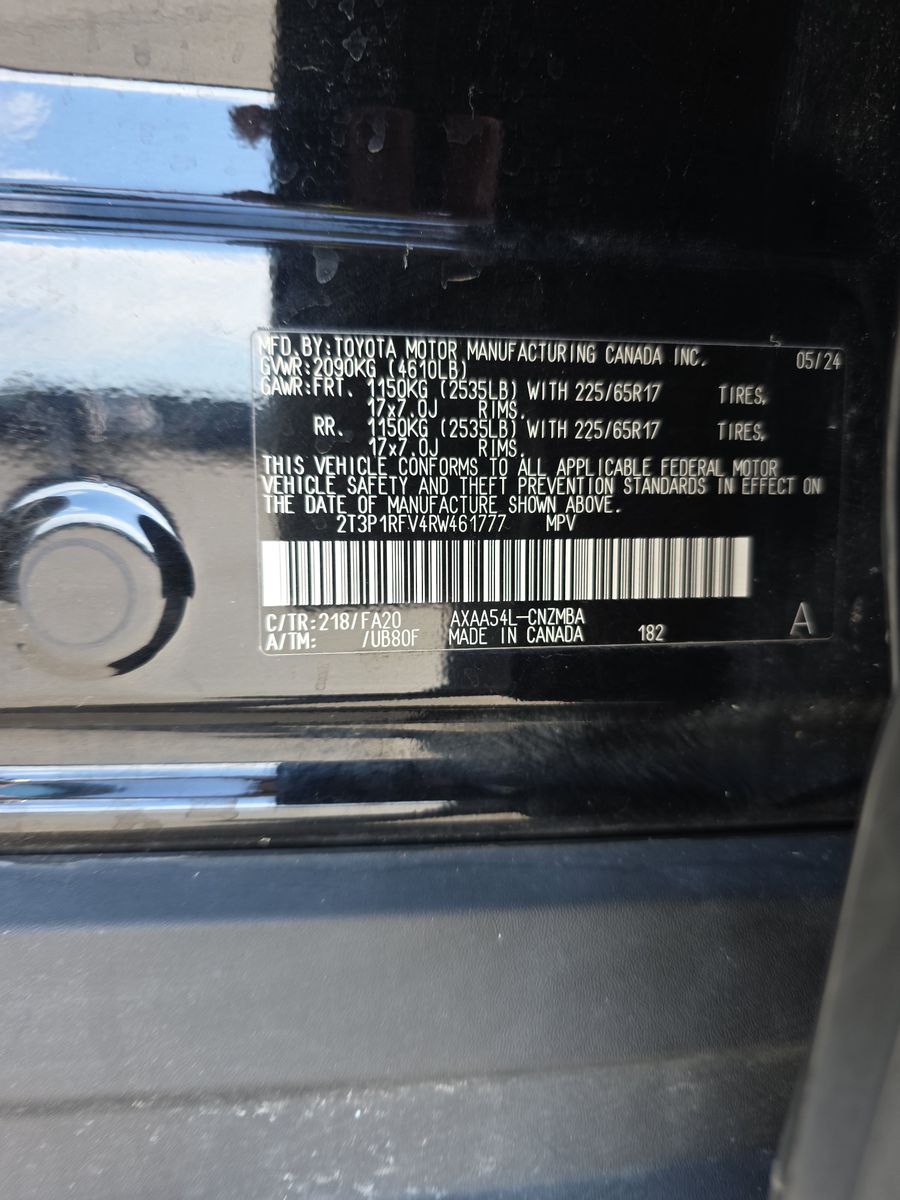 MFD. BY: TOYOTA MOTOR MANUFACTURING CANADA INC. 05/24
GVWR: 2090KG (4610LB)
GAWR: FRT. 1150KG (2535LB) WITH 225/65R17 TIRES,
17x7.0J RIMS.
RR. 1150KG (2535LB) WITH 225/65R17 TIRES,
17x7.0J RIMS.
THIS VEHICLE CONFORMS TO ALL APPLICABLE FEDERAL MOTOR
VEHICLE SAFETY AND THEFT PREVENTION STANDARDS IN EFFECT ON
THE DATE OF MANUFACTURE SHOWN ABOVE.
2T3P1RFV4RW461777 MPV
C/TR: 218/FA20 AXAA54L-CNZMBA
A/TM: /UB80F MADE IN CANADA 182 A